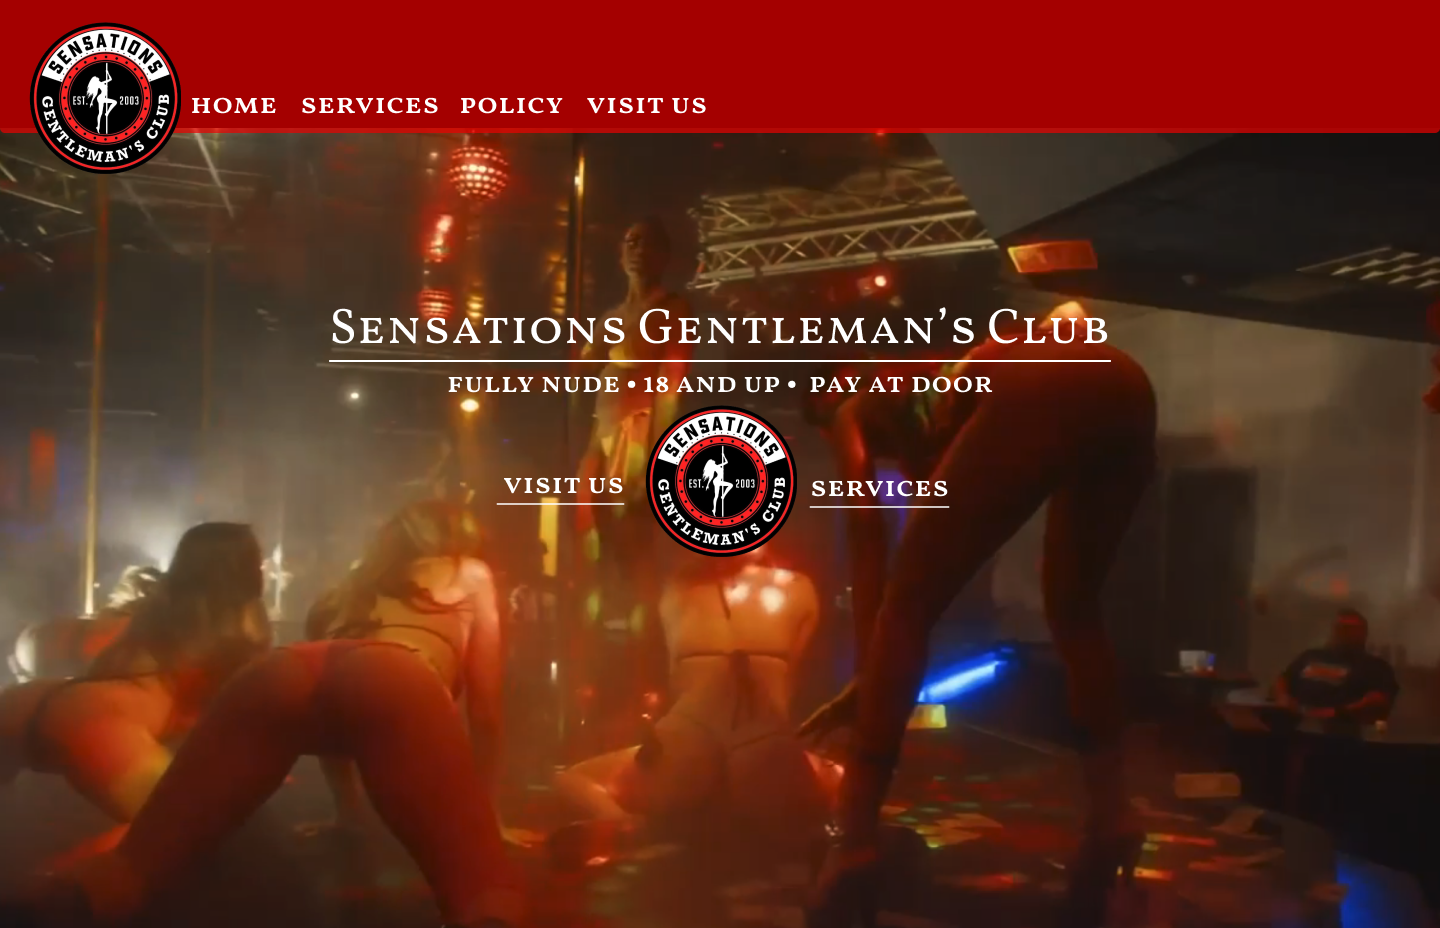 SENSATIONS
EST. 2003
GENTLEMAN'S CLUB
HOME SERVICES POLICY VISIT US
Sensations Gentleman’s Club
FULLY NUDE • 18 AND UP • PAY AT DOOR
SENSATIONS
EST. 2003
GENTLEMAN'S CLUB
VISIT US
SERVICES